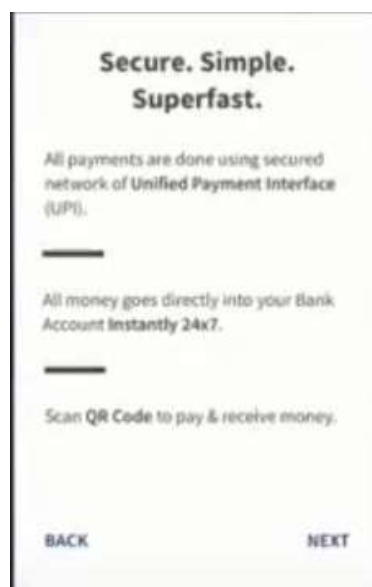 Secure. Simple.
Superfast.
All payments are done using secured
network of Unified Payment Interface
(UPI).
All money goes directly into your Bank
Account Instantly 24x7.
Scan QR Code to pay & receive money.
BACK
NEXT